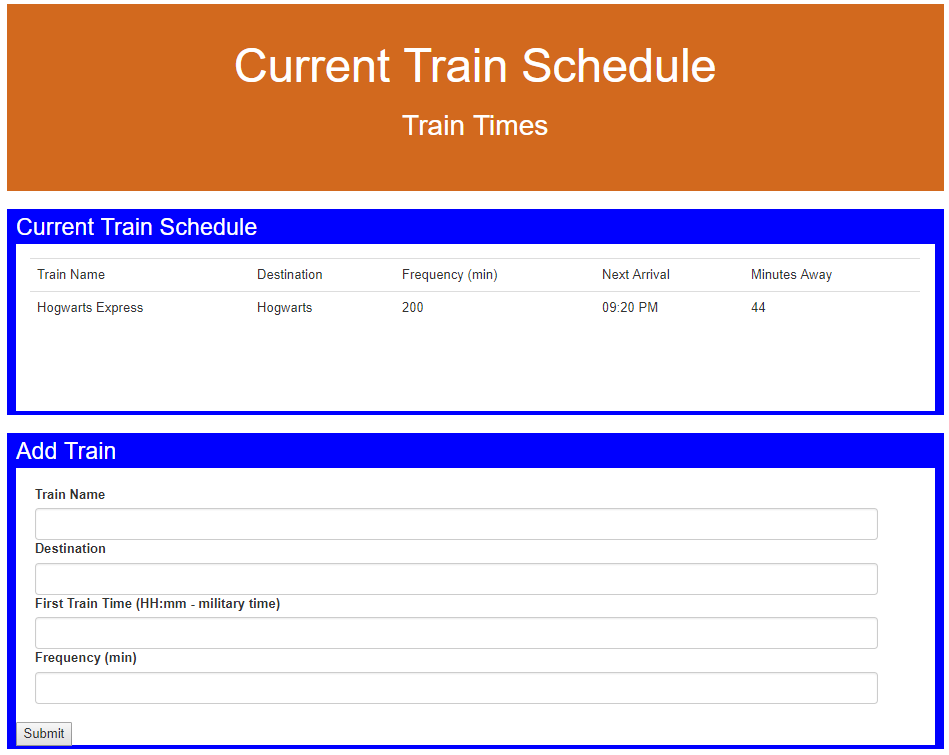 Current Train Schedule
Train Times
Current Train Schedule
Train Name Destination Frequency (min) Next Arrival Minutes Away
Hogwarts Express Hogwarts 200 09:20 PM 44
Add Train
Train Name
Destination
First Train Time (HH:mm - military time)
Frequency (min)
Submit